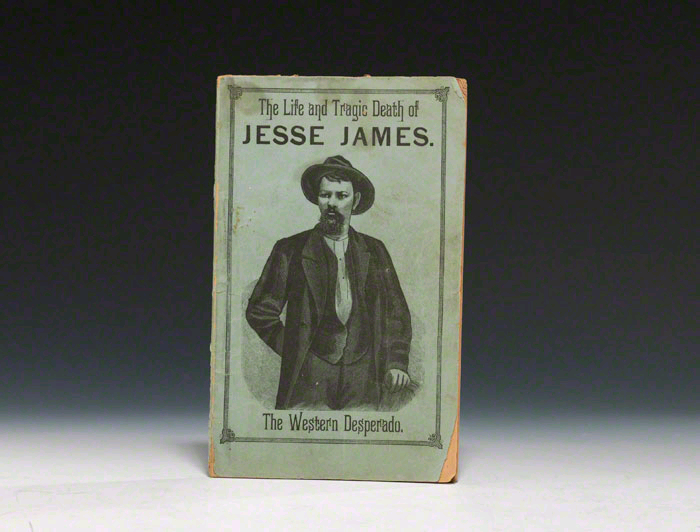 The Life and Tragic Death of
JESSE JAMES.
The Western Desperado.